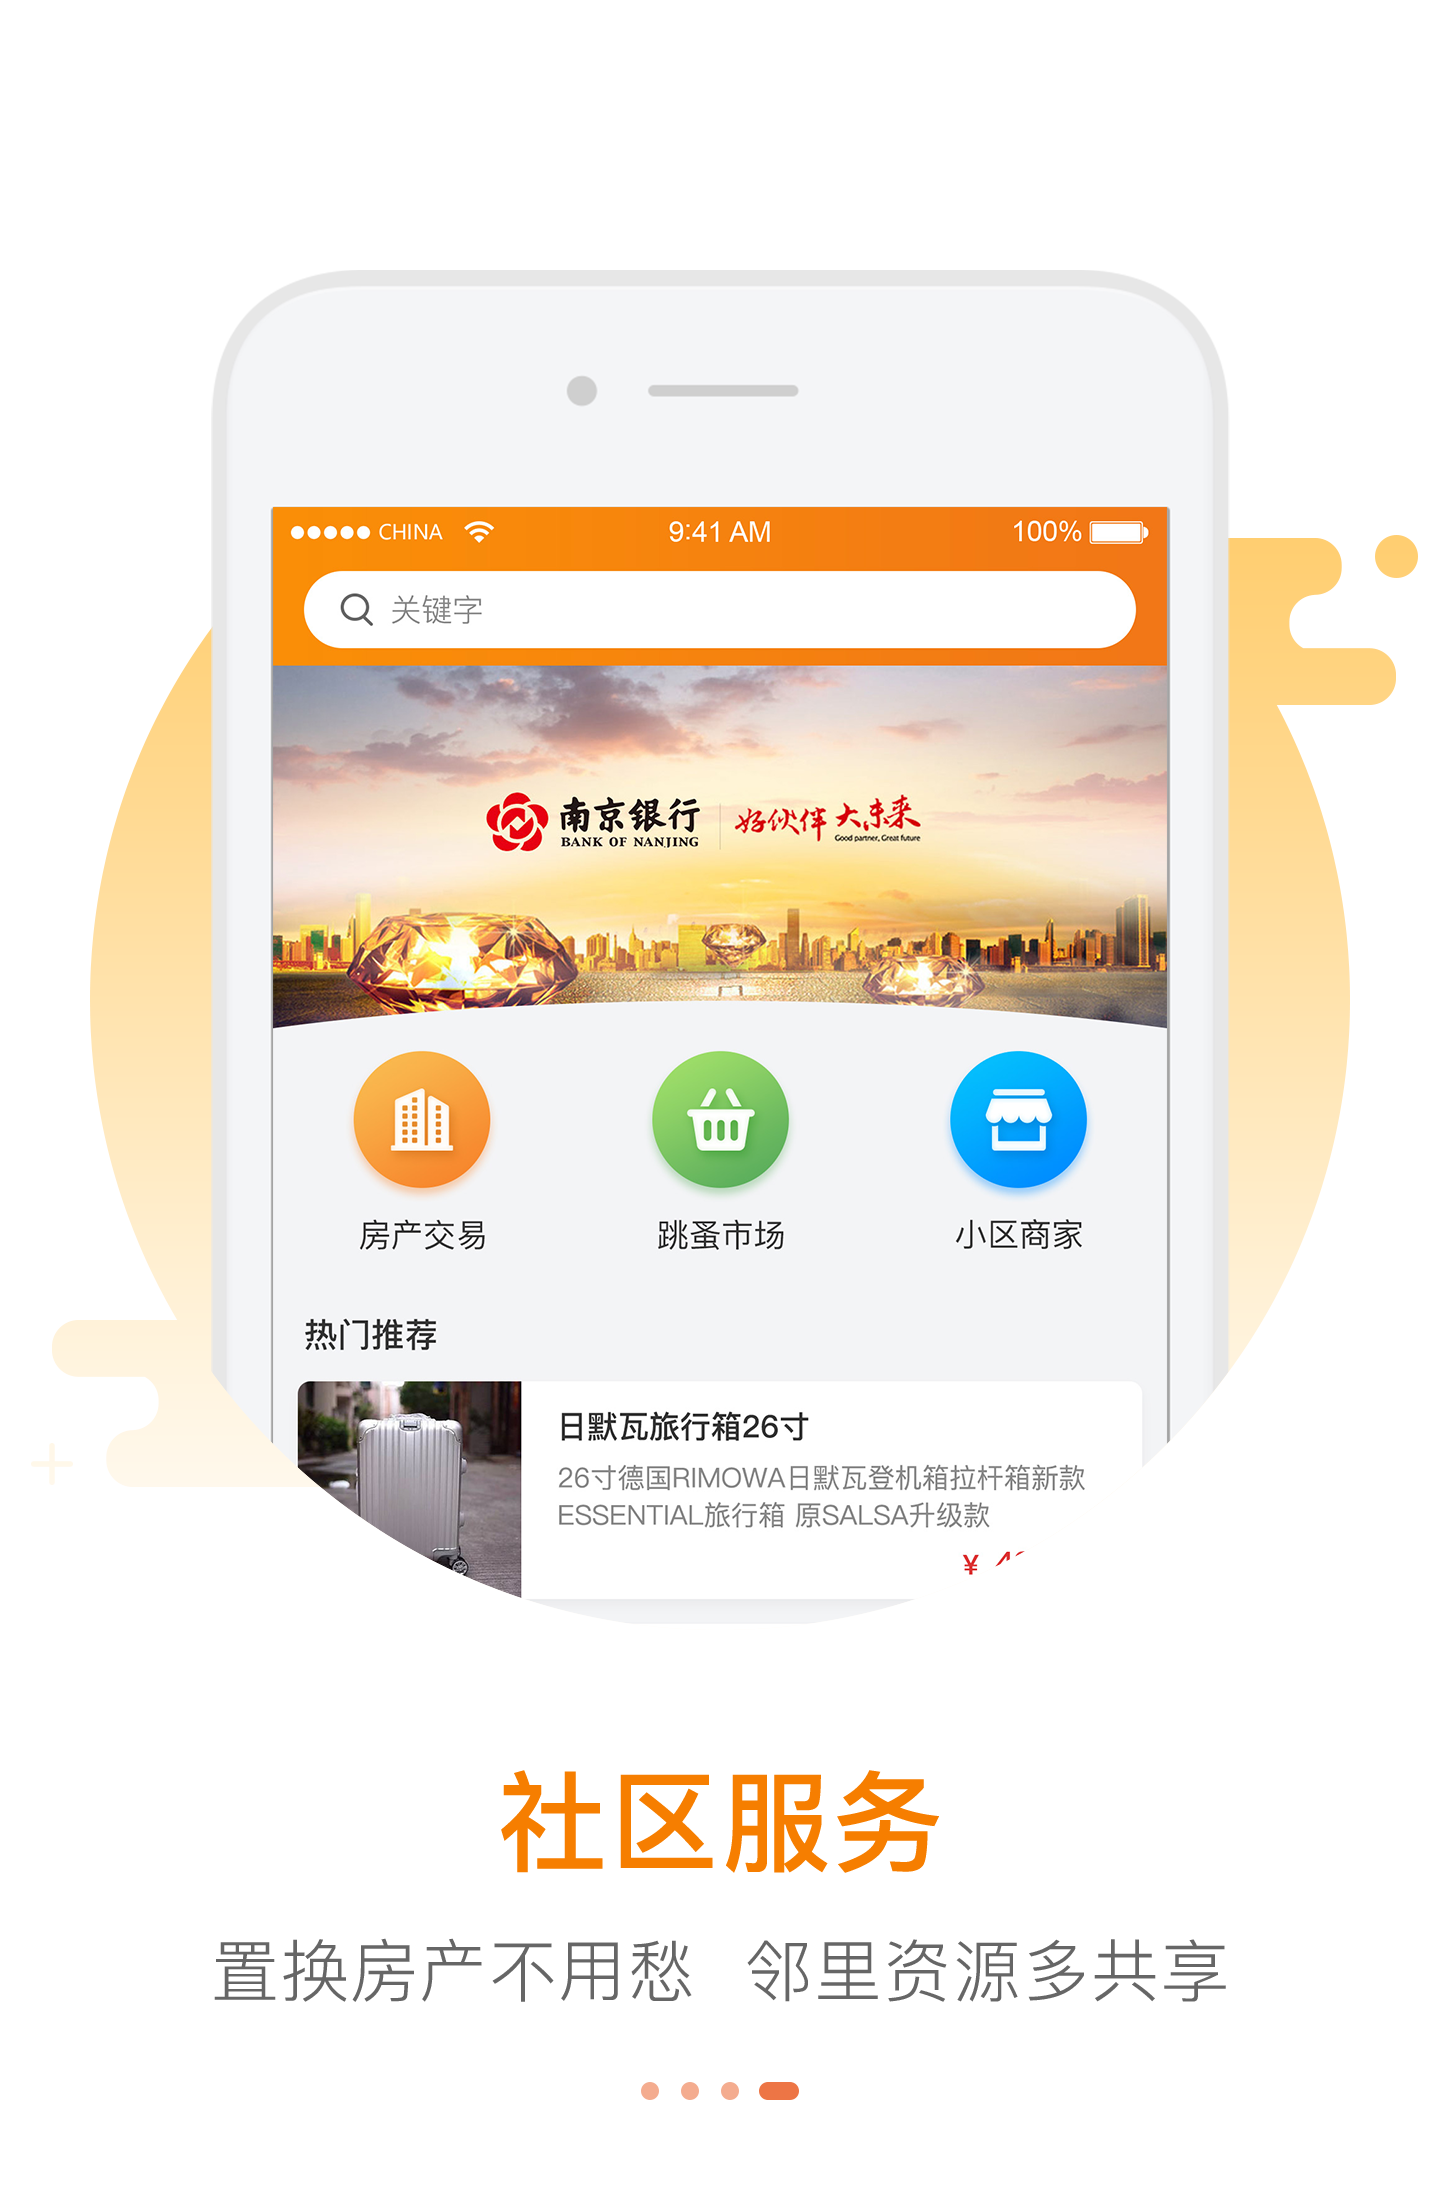 CHINA 9:41 AM 100%
关键字
南京银行 好伙伴 大未来
BANK OF NANJING Good partner, Great future
房产交易 跳蚤市场 小区商家
热门推荐
日默瓦旅行箱26寸
26寸德国RIMOWA日默瓦登机箱拉杆箱新款
ESSENTIAL旅行箱 原SALSA升级款
¥
社区服务
置换房产不用愁 邻里资源多共享